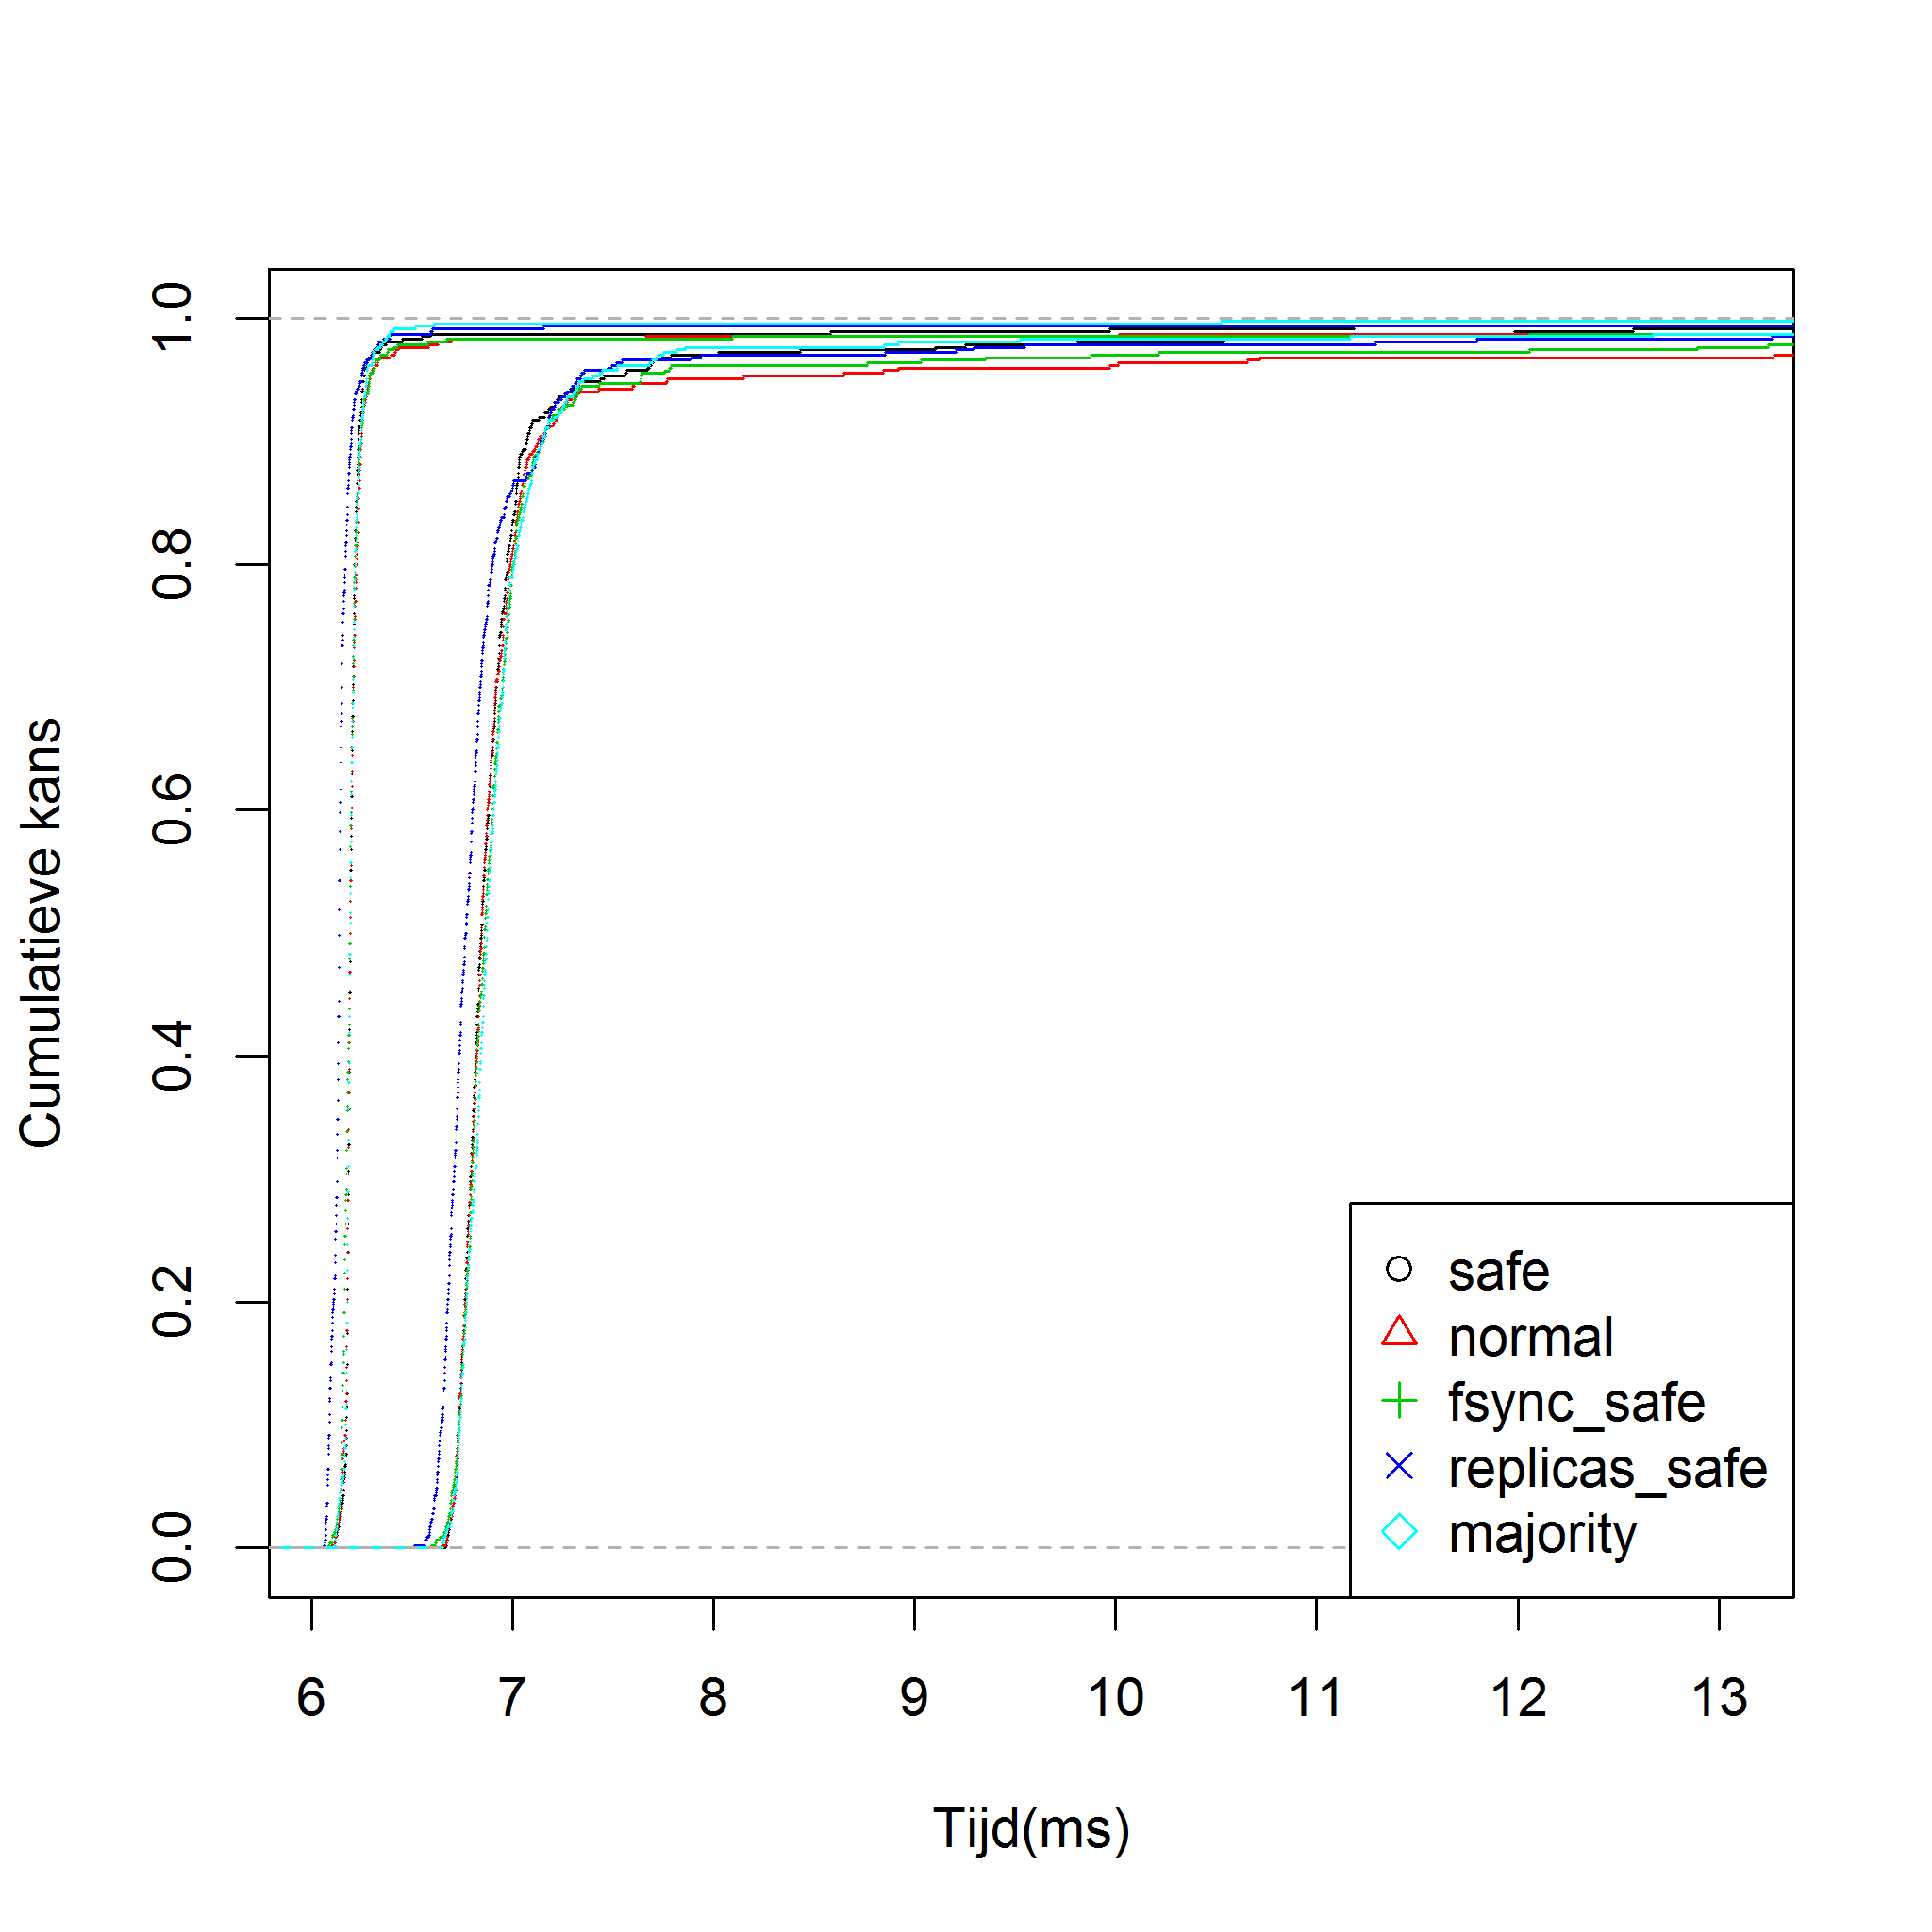 Cumulatieve kans
1.0
0.8
0.6
0.4
0.2
0.0
safe
normal
fsync_safe
replicas_safe
majority
6 7 8 9 10 11 12 13
Tijd(ms)